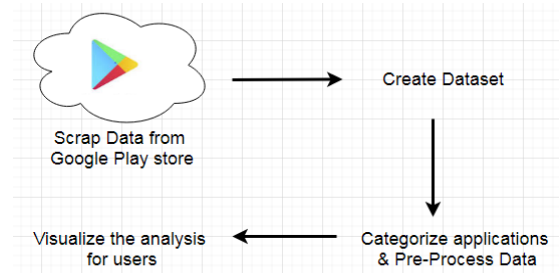 Scrap Data from
Google Play store
Create Dataset
Categorize applications
& Pre-Process Data
Visualize the analysis
for users